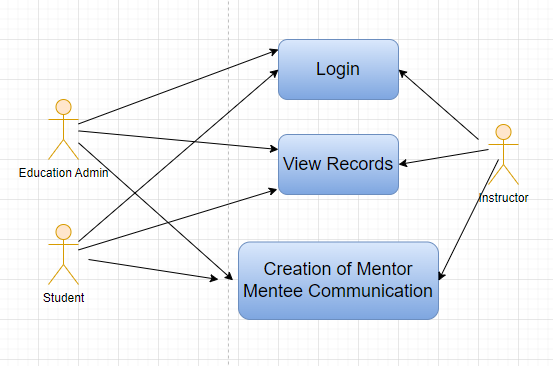 Login
Education Admin
View Records
Instructor
Student
Creation of Mentor
Mentee Communication